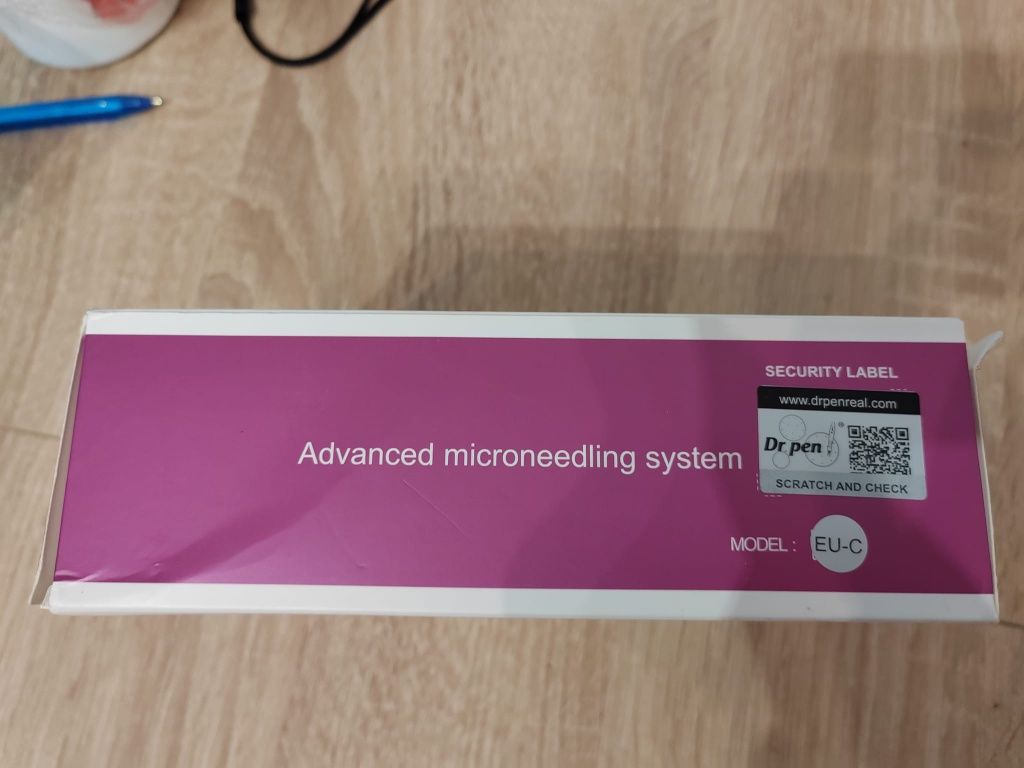 SECURITY LABEL
www.drpenreal.com
Dr.pen®
Advanced microneedling system
SCRATCH AND CHECK
MODEL : EU-C